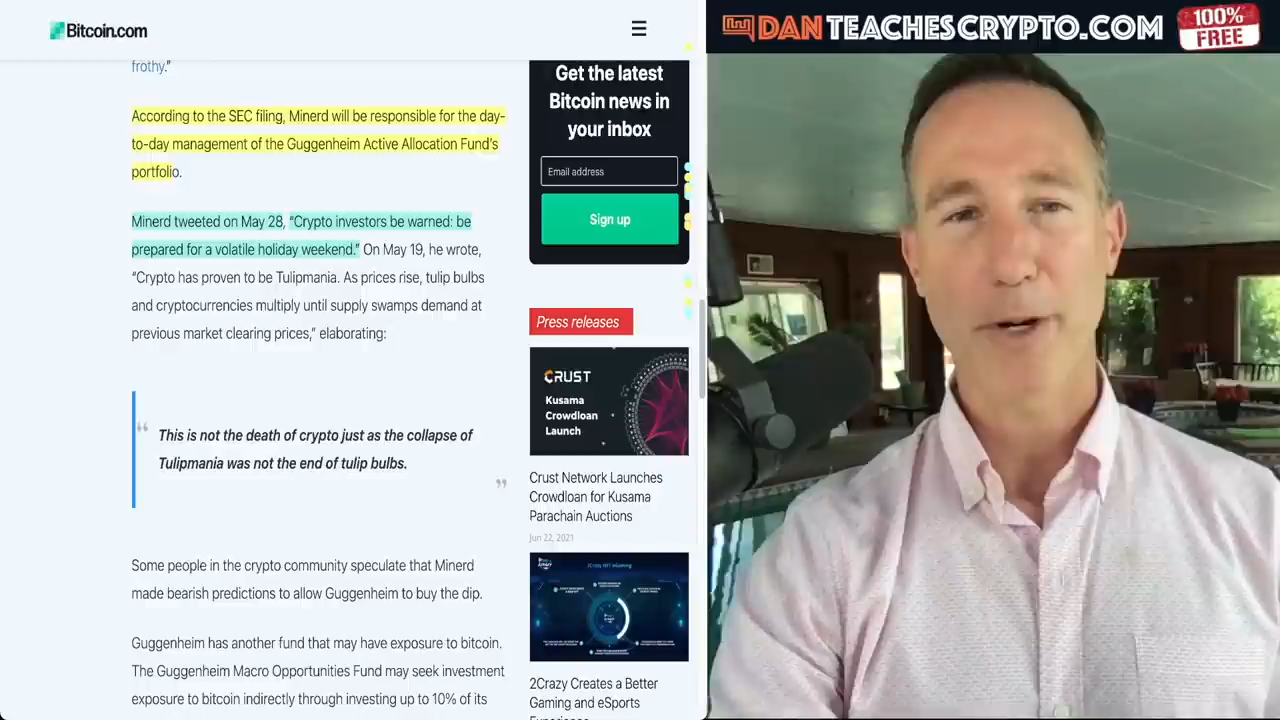 Bitcoin.com
DAN TEACHESCRYPTO.COM
100%
FREE
frothy."
According to the SEC filing, Minerd will be responsible for the day-
to-day management of the Guggenheim Active Allocation Fund's
portfolio.
Minerd tweeted on May 28, "Crypto investors be warned: be
prepared for a volatile holiday weekend." On May 19, he wrote,
"Crypto has proven to be Tulipmania. As prices rise, tulip bulbs
and cryptocurrencies multiply until supply swamps demand at
previous market clearing prices," elaborating:
This is not the death of crypto just as the collapse of
Tulipmania was not the end of tulip bulbs.
Some people in the crypto community speculate that Minerd
made bearish predictions to allow Guggenheim to buy the dip.
Guggenheim has another fund that may have exposure to bitcoin.
The Guggenheim Macro Opportunities Fund may seek investment
exposure to bitcoin indirectly through investing up to 10% of its
Get the latest
Bitcoin news in
your inbox
Email address
Sign up
Press releases
CRUST
Kusama
Crowdloan
Launch
Crust Network Launches
Crowdloan for Kusama
Parachain Auctions
Jun 22, 2021
2Crazy Creates a Better
Gaming and eSports